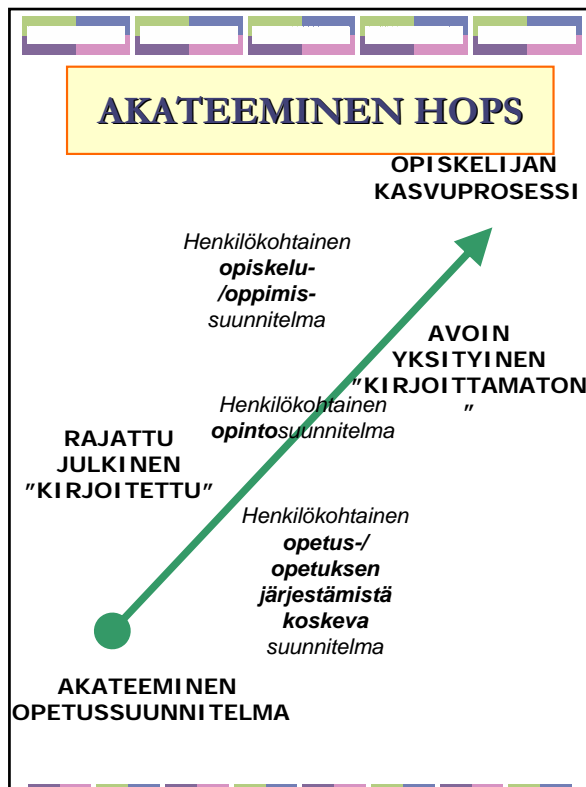 AKATEEMINEN HOPS
OPISKELIJAN
KASVUPROSESSI
Henkilökohtainen
opiskelu-
/oppimis-
suunnitelma
AVOIN
YKSITYINEN
"KIRJOITTAMATON
"
Henkilökohtainen
opintosuunnitelma
RAJATTU
JULKINEN
"KIRJOITETTU"
Henkilökohtainen
opetus-/
opetuksen
järjestämistä
koskeva
suunnitelma
AKATEEMINEN
OPETUSSUUNNITELMA